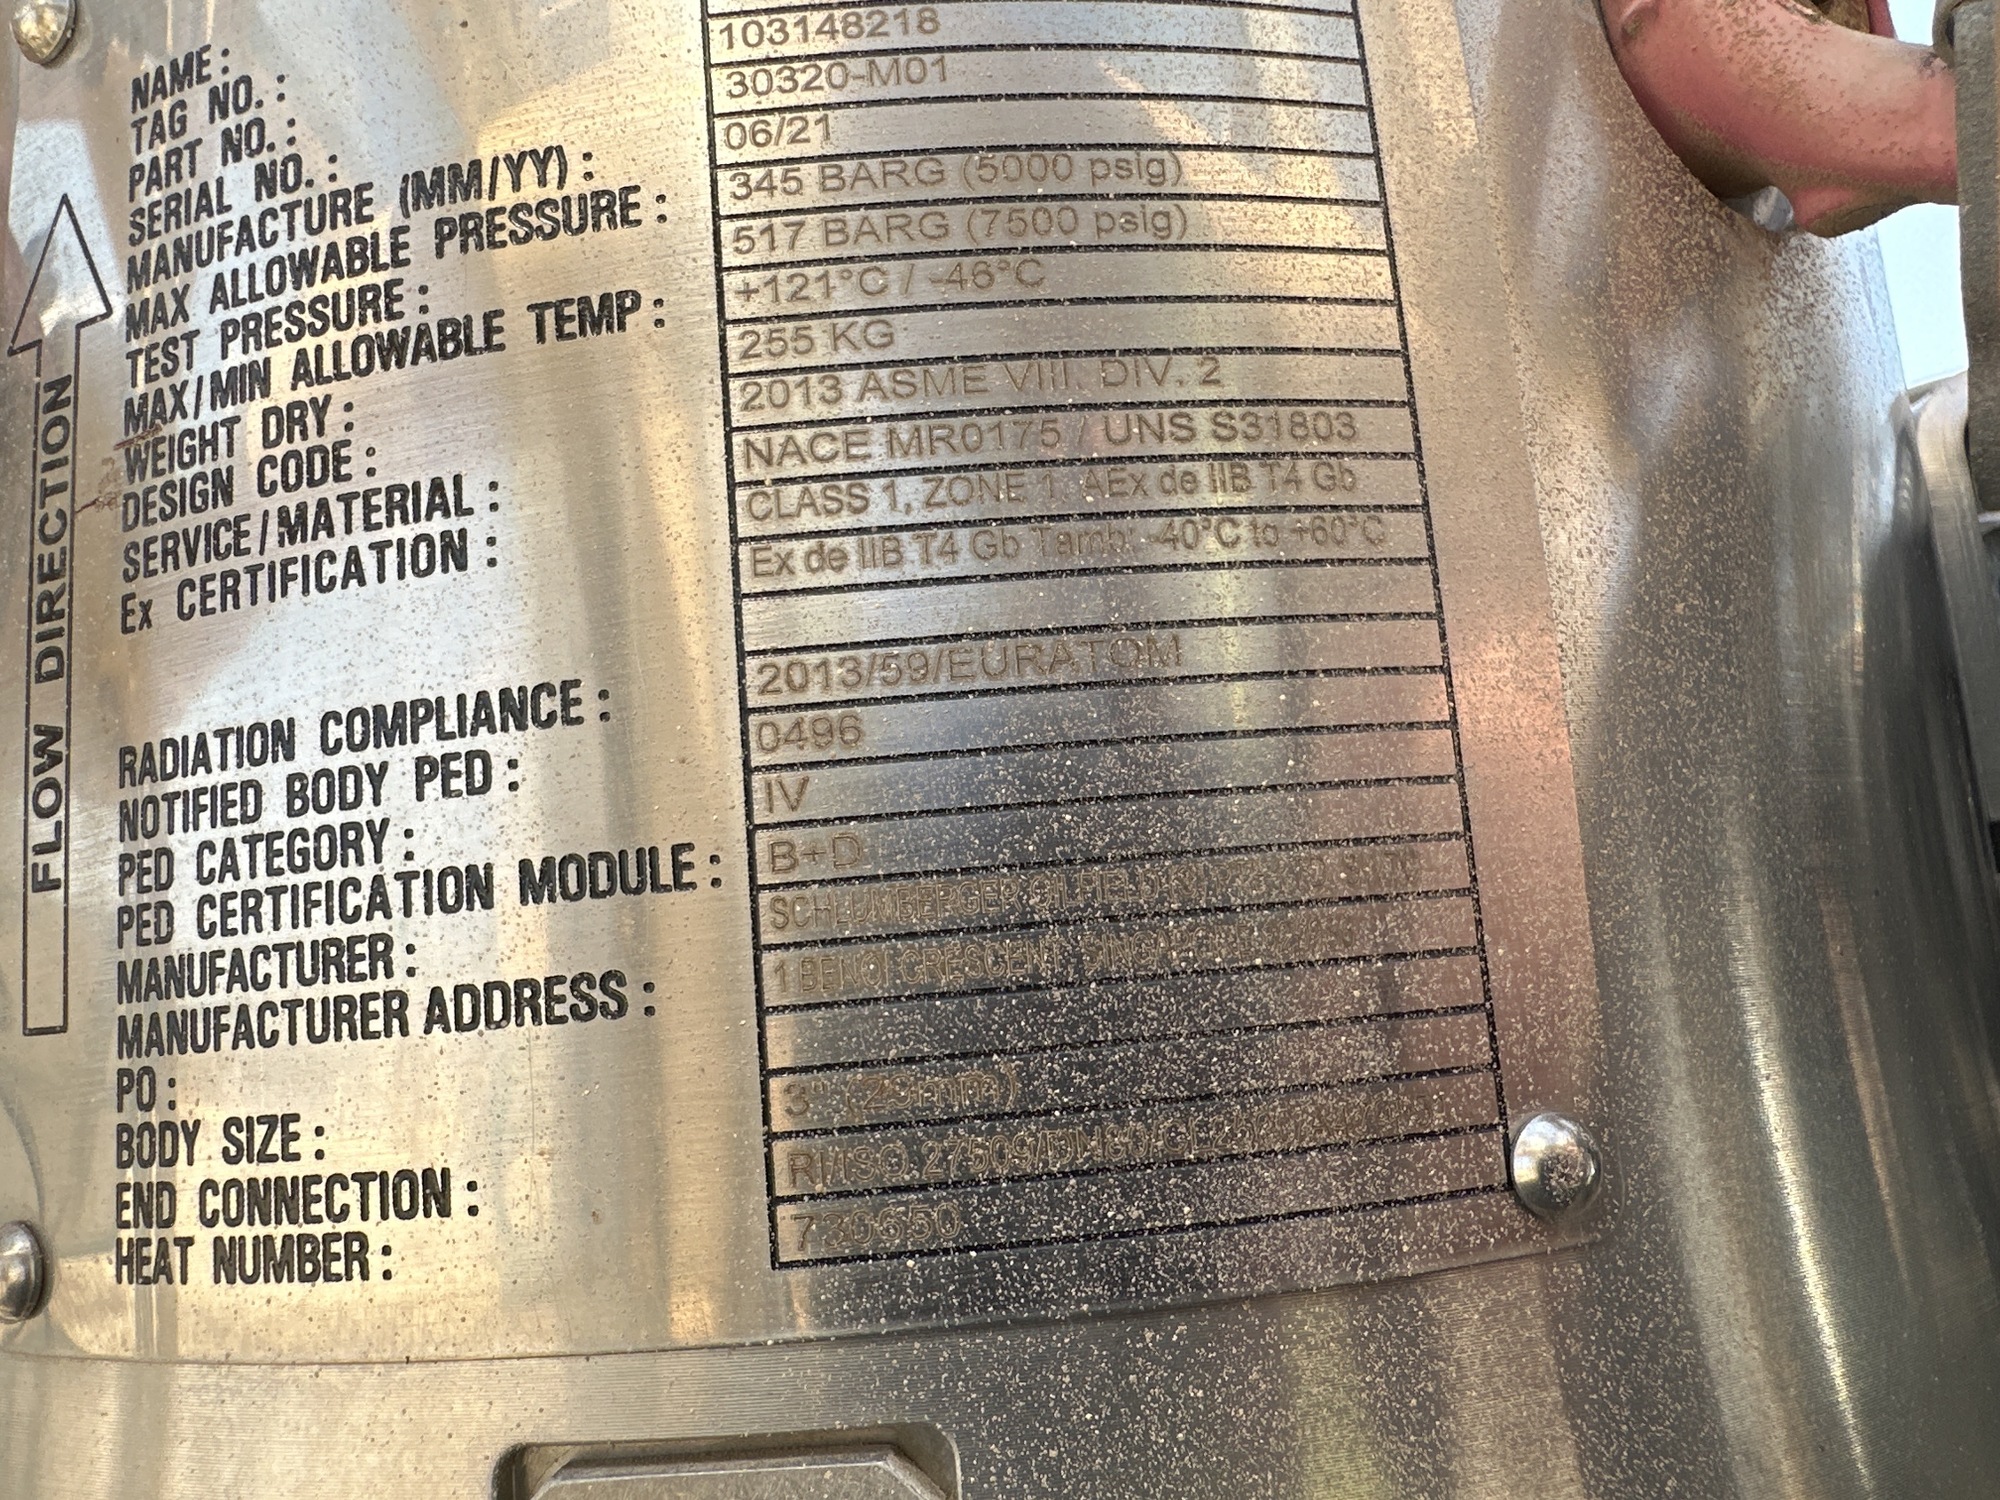 NAME :
TAG NO. :
PART NO. : 103148218
SERIAL NO. : 30320-M01
MANUFACTURE (MM/YY) : 06/21
MAX ALLOWABLE PRESSURE : 345 BARG (5000 psig)
TEST PRESSURE : 517 BARG (7500 psig)
MAX/MIN ALLOWABLE TEMP : +121°C / -46°C
WEIGHT DRY : 255 KG
DESIGN CODE : 2013 ASME VIII, DIV. 2
SERVICE/MATERIAL : NACE MR0175 / UNS S31803
Ex CERTIFICATION : CLASS 1, ZONE 1, AEx de IIB T4 Gb
Ex de IIB T4 Gb Tamb: -40°C to +60°C
RADIATION COMPLIANCE : 2013/59/EURATOM
NOTIFIED BODY PED : 0496
PED CATEGORY : IV
PED CERTIFICATION MODULE : B+D
MANUFACTURER : SCHLUMBERGER OILFIELD
MANUFACTURER ADDRESS : 1 BENOI CRESCENT, SINGAPORE
PO :
BODY SIZE : 3"
END CONNECTION :
HEAT NUMBER : 730650
FLOW DIRECTION